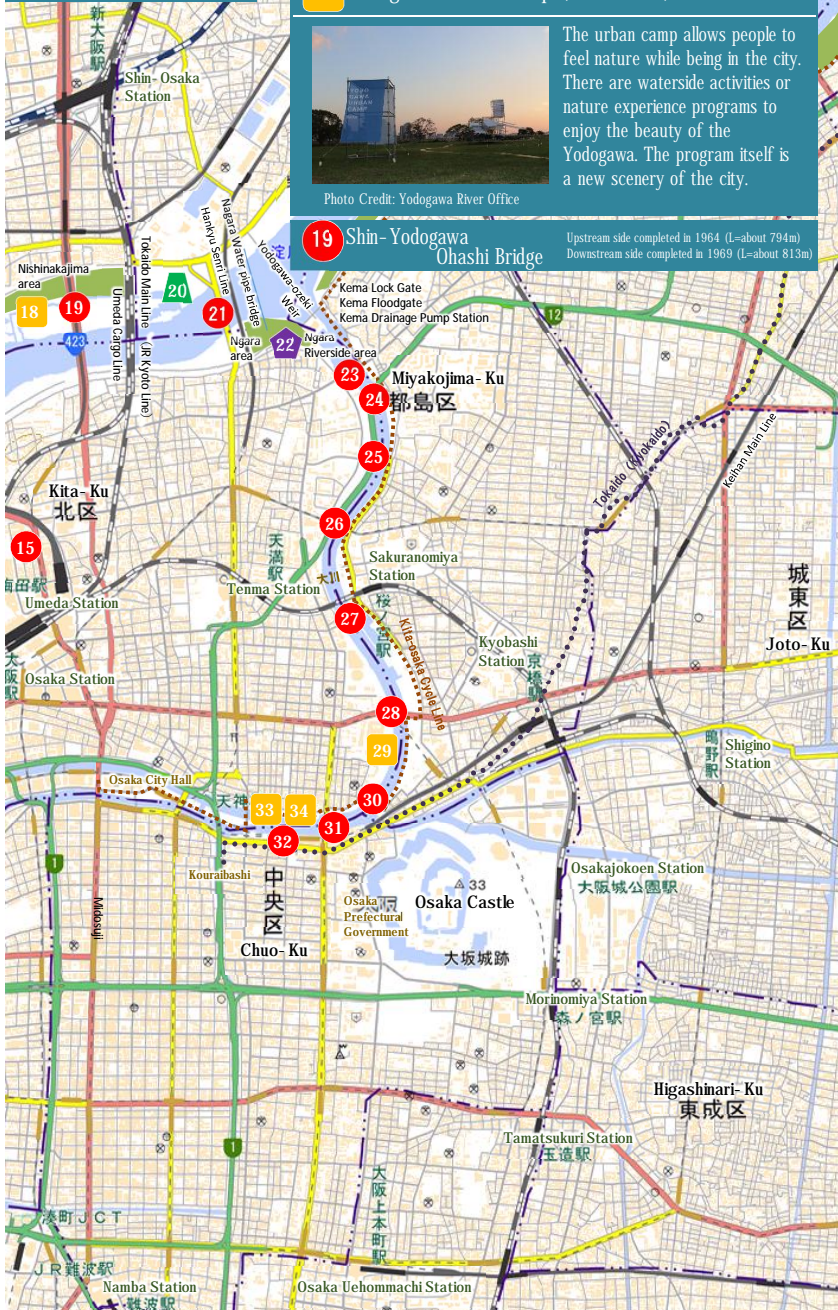 The urban camp allows people to
feel nature while being in the city.
There are waterside activities or
nature experience programs to
enjoy the beauty of the
Yodogawa. The program itself is
a new scenery of the city.
Photo Credit: Yodogawa River Office
19 Shin-Yodogawa
Ohashi Bridge
Upstream side completed in 1964 (L=about 794m)
Downstream side completed in 1969 (L=about 813m)
新大阪駅
Shin-Osaka
Station
Nishinakajima
area
18
19
423
Umeda Cargo Line
Tokaido Main Line (JR Kyoto Line)
20
21
Hankyu Senri Line
Nagara Water pipe bridge
Yodogawa-ozeki
Weir
Ngara
area
22
Ngara
Riverside area
Kema Lock Gate
Kema Floodgate
Kema Drainage Pump Station
12
23
24
Miyakojima-Ku
都島区
25
26
Tokaido (Kyokaido)
Keihan Main Line
Kita-Ku
北区
15
梅田駅
Umeda Station
天満駅
Tenma Station
大川
Sakuranomiya
Station
桜ノ宮駅
27
Kita-osaka Cycle Line
Kyobashi
Station
京橋駅
城東区
Joto-Ku
大阪駅
Osaka Station
28
29
鴫野駅
Shigino
Station
Osaka City Hall
天神
33
34
30
31
32
1
Kouraibashi
中央区
Chuo-Ku
Midosuji
Osaka
Prefectural
Government
大阪
33
Osaka Castle
大坂城跡
Osakajokoen Station
大阪城公園駅
Morinomiya Station
森ノ宮駅
Higashinari-Ku
東成区
Tamatsukuri Station
玉造駅
1
大阪上本町駅
湊町JCT
JR難波駅
Namba Station
難波駅
Osaka Uehommachi Station